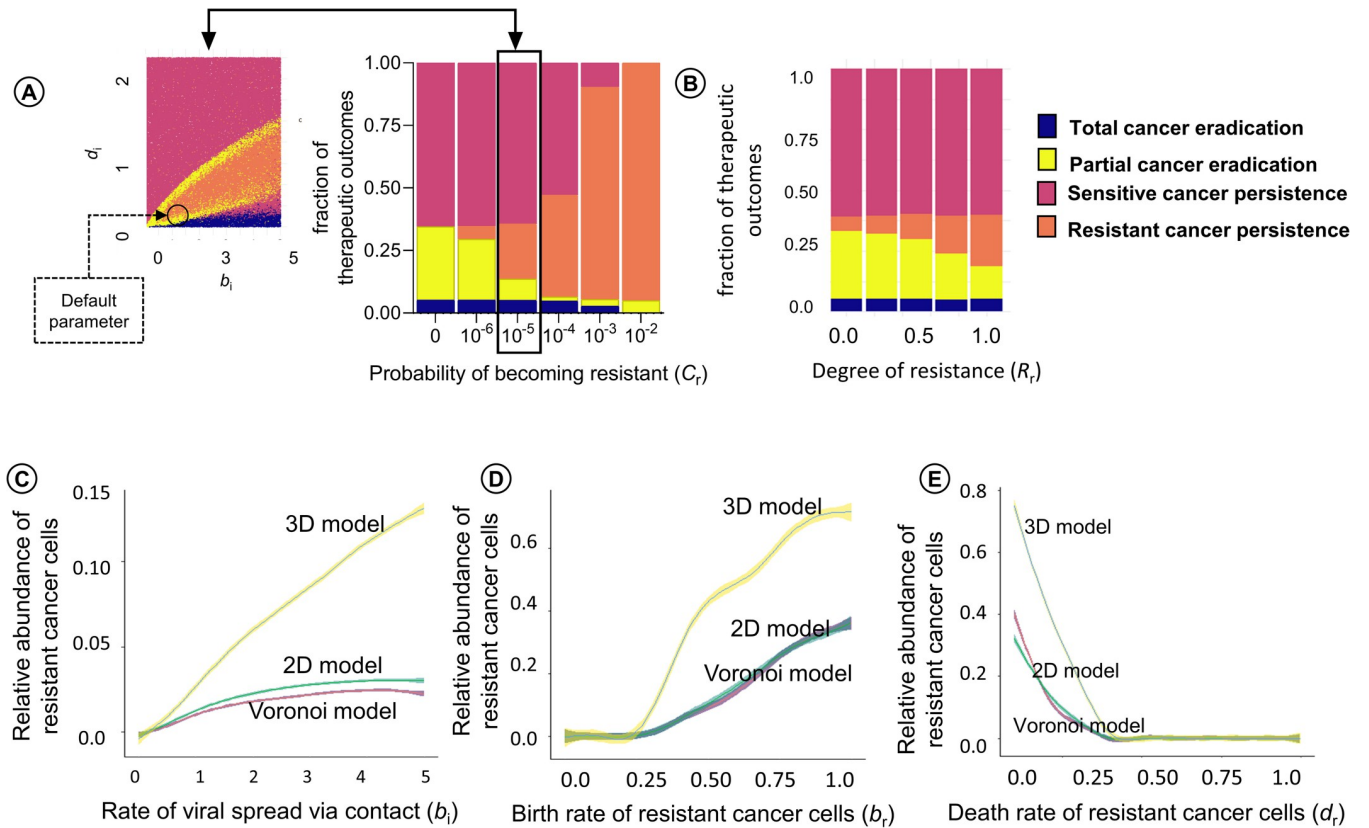 A
2
1
0
d_i
0
3
5
b_i
c
Default
parameter
fraction of
therapeutic outcomes
1.00
0.75
0.50
0.25
0.00
0
10⁻⁶
10⁻⁵
10⁻⁴
10⁻³
10⁻²
Probability of becoming resistant (C_r)
B
fraction of therapeutic
outcomes
1.0
0.75
0.50
0.25
0.0
0.0
0.5
1.0
Degree of resistance (R_r)
Total cancer eradication
Partial cancer eradication
Sensitive cancer persistence
Resistant cancer persistence
C
Relative abundance of
resistant cancer cells
0.15
0.10
0.05
0.0
3D model
2D model
Voronoi model
0
1
2
3
4
5
Rate of viral spread via contact (b_i)
D
Relative abundance of
resistant cancer cells
0.6
0.4
0.2
0.0
3D model
2D model
Voronoi model
0.0
0.25
0.50
0.75
1.0
Birth rate of resistant cancer cells (b_r)
E
Relative abundance of
resistant cancer cells
0.8
0.6
0.4
0.2
0.0
3D model
2D model
Voronoi model
0.0
0.25
0.50
0.75
1.0
Death rate of resistant cancer cells (d_r)